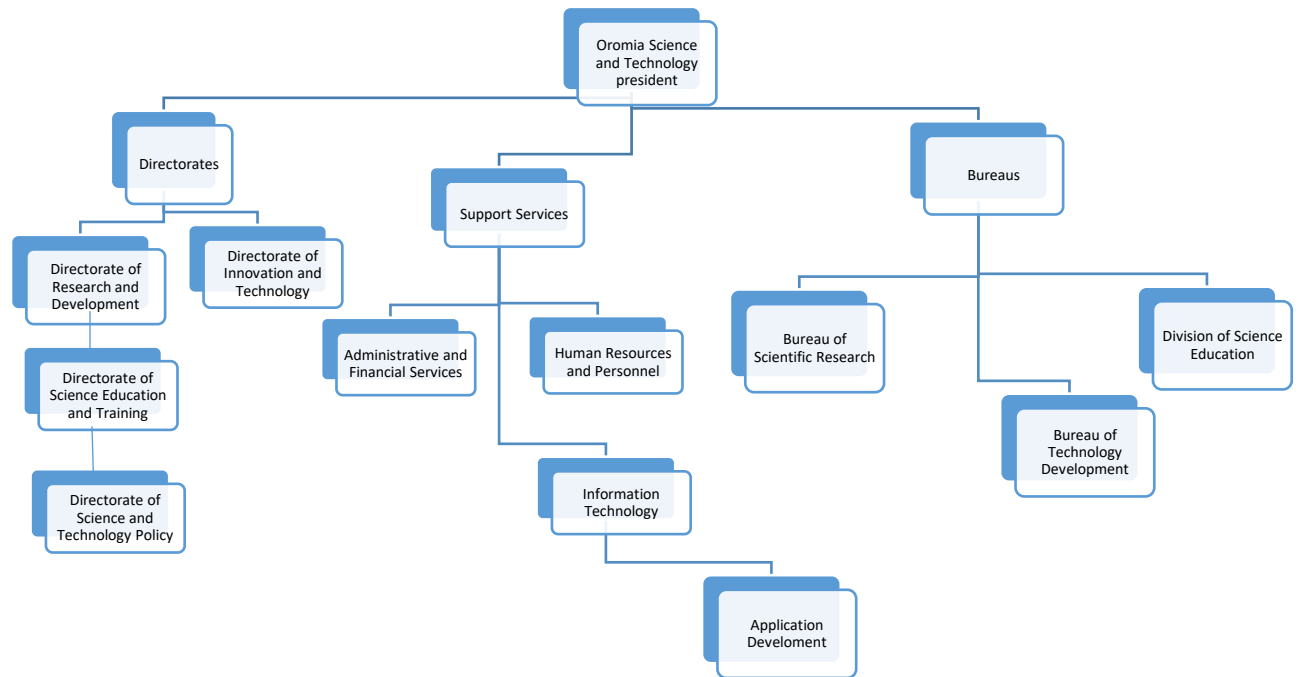 Oromia Science
and Technology
president
Directorates
Support Services
Bureaus
Directorate of
Research and
Development
Directorate of
Innovation and
Technology
Administrative and
Financial Services
Human Resources
and Personnel
Bureau of
Scientific Research
Division of Science
Education
Directorate of
Science Education
and Training
Bureau of
Technology
Development
Directorate of
Science and
Technology Policy
Information
Technology
Application
Develoment